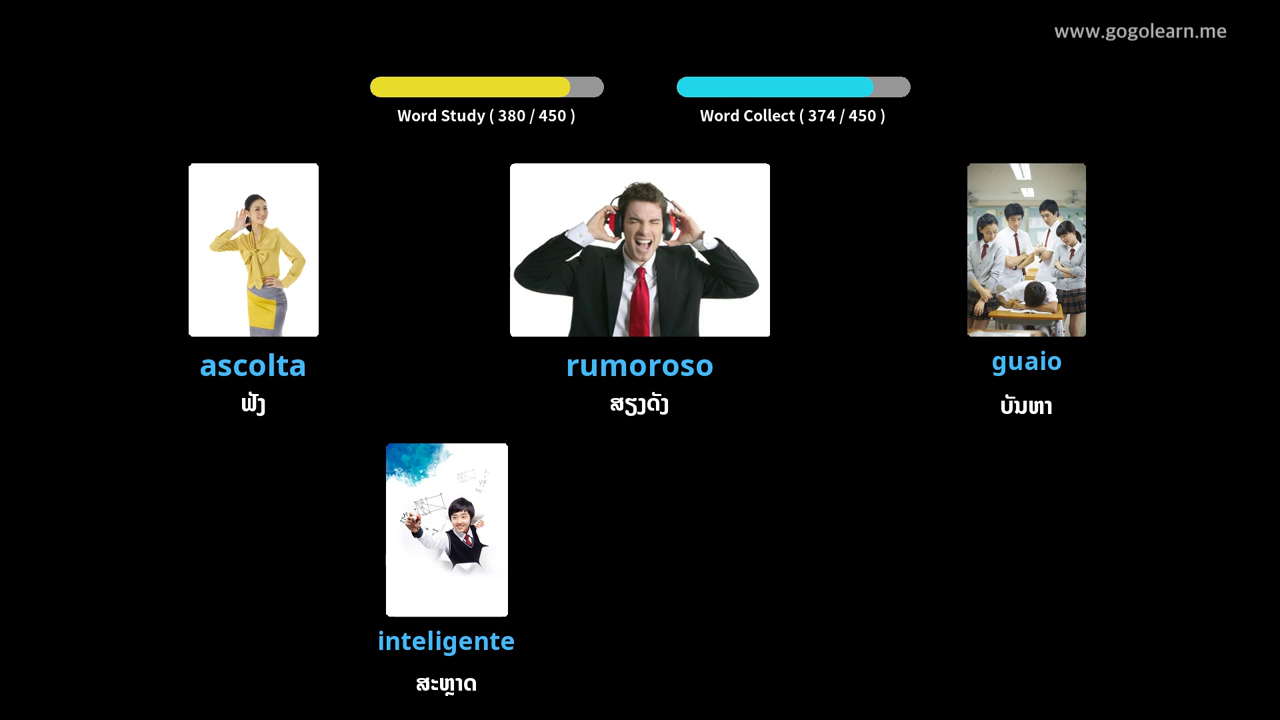 www.gogolearn.me
Word Study ( 380 / 450 )
Word Collect ( 374 / 450 )
ascolta
ຟັງ
rumoroso
ສຽງດັງ
guaio
ບັນຫາ
inteligente
ສະຫຼາດ